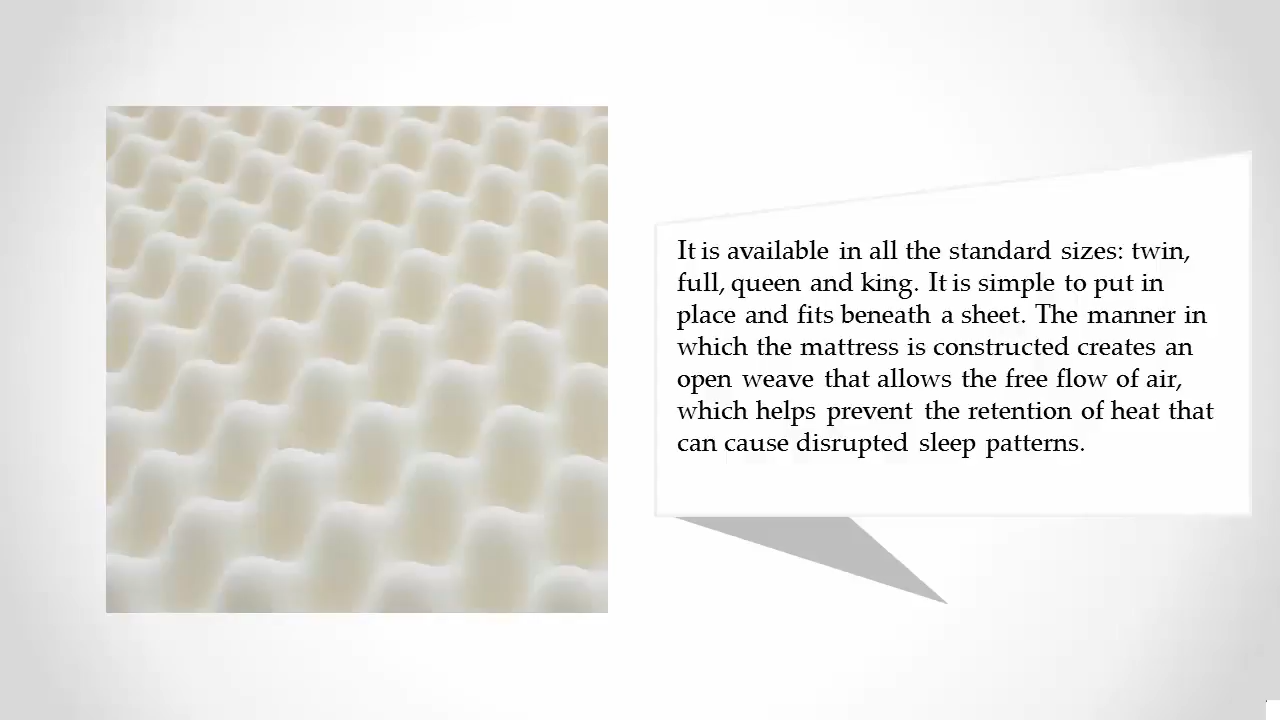 It is available in all the standard sizes: twin,
full, queen and king. It is simple to put in
place and fits beneath a sheet. The manner in
which the mattress is constructed creates an
open weave that allows the free flow of air,
which helps prevent the retention of heat that
can cause disrupted sleep patterns.